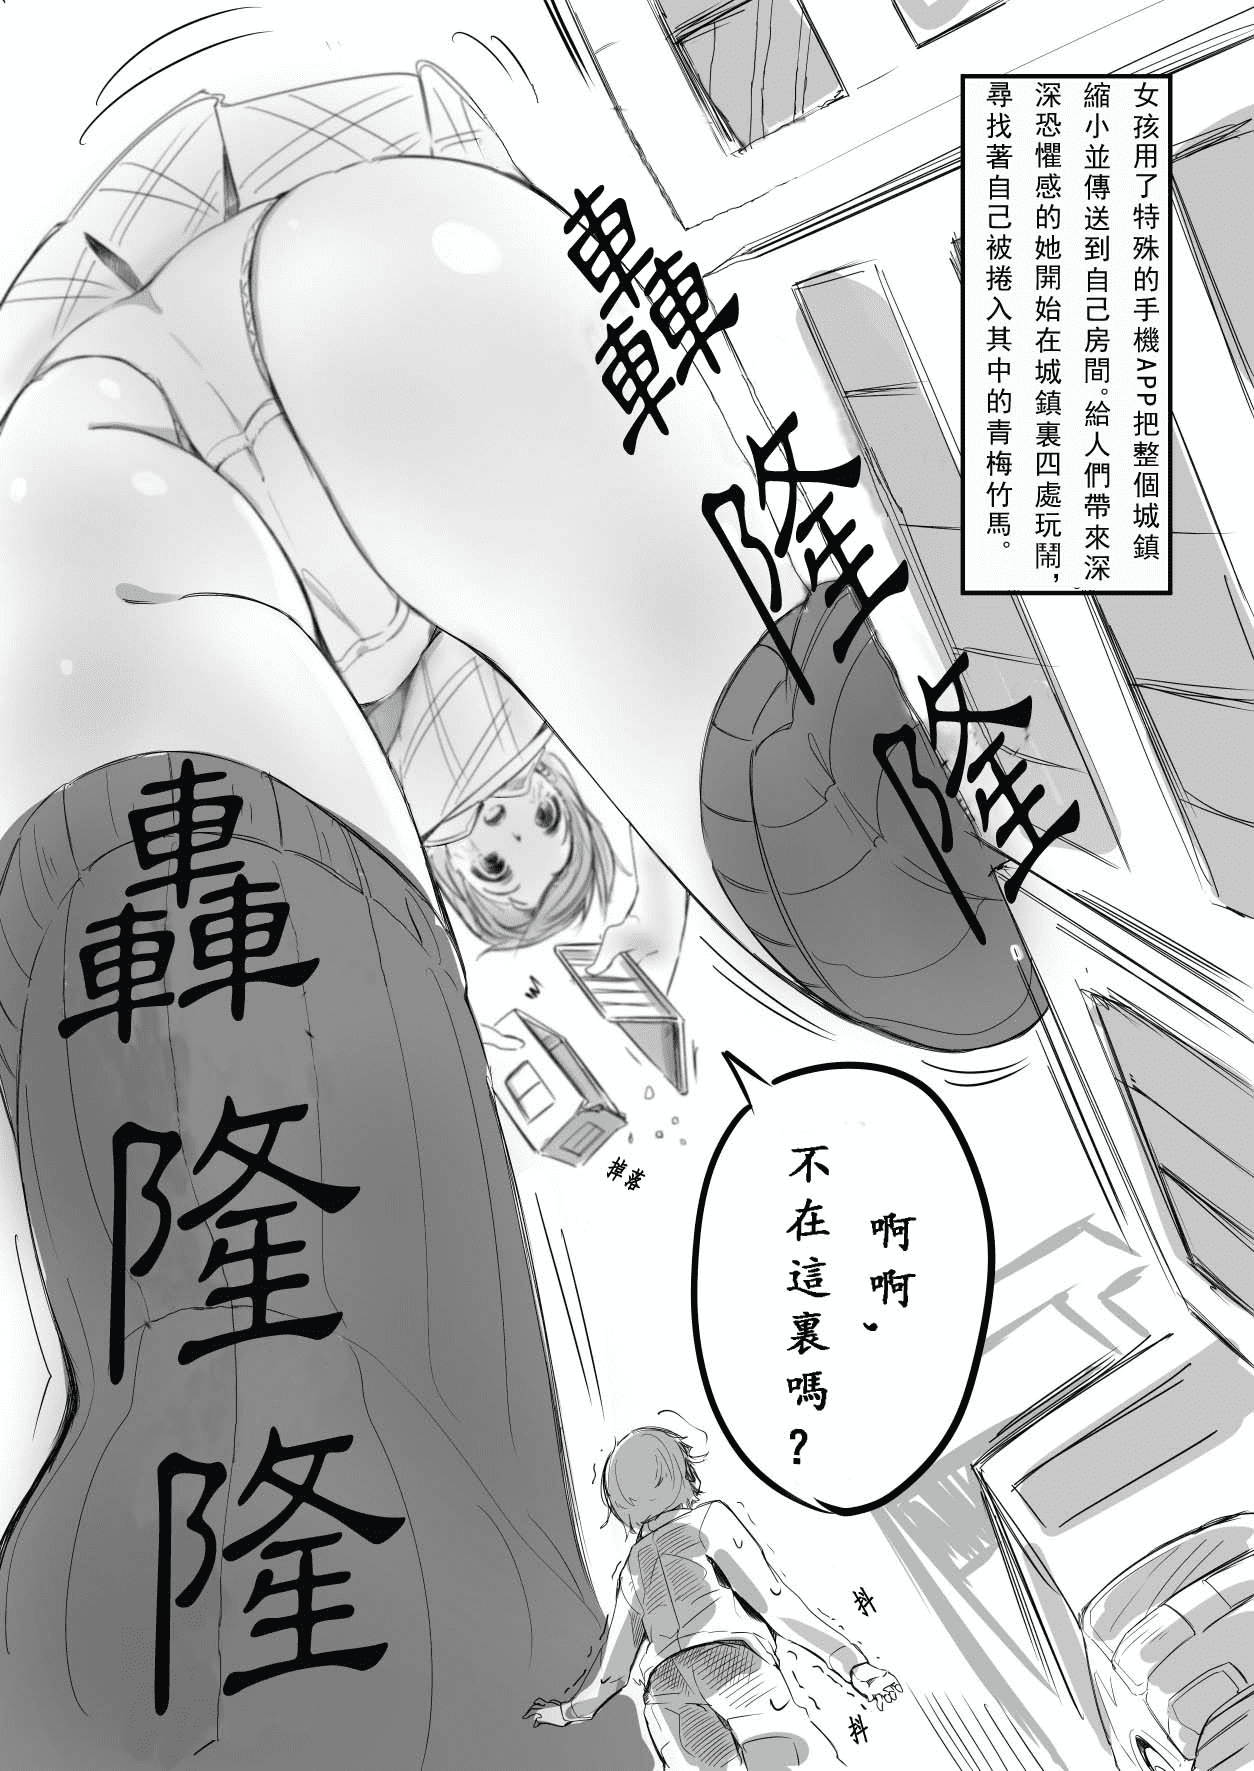 女孩用了特殊的手機APP把整個城鎮
縮小並傳送到自己房間。給人們帶來深
深恐懼感的她開始在城鎮裏四處玩鬧，
尋找著自己被捲入其中的青梅竹馬。
轟隆隆
轟隆隆
掉落
啊啊，
不在這裏嗎？
抖
抖